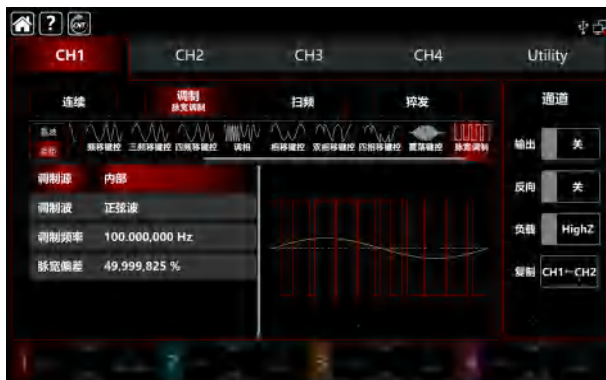 ?
CNT
CH1 CH2 CH3 CH4 Utility
连续 调制 扫频 猝发 通道
脉宽调制
频移键控 三频移键控 四频移键控 调相 相移键控 双相移键控 四相移键控 震荡键控 脉宽调制
输出 关
调制源 内部
反向 关
调制波 正弦波
负载 HighZ
调制频率 100.000,000 Hz
脉宽偏差 49,999,825 %
复制 CH1←CH2
1 2 3 4